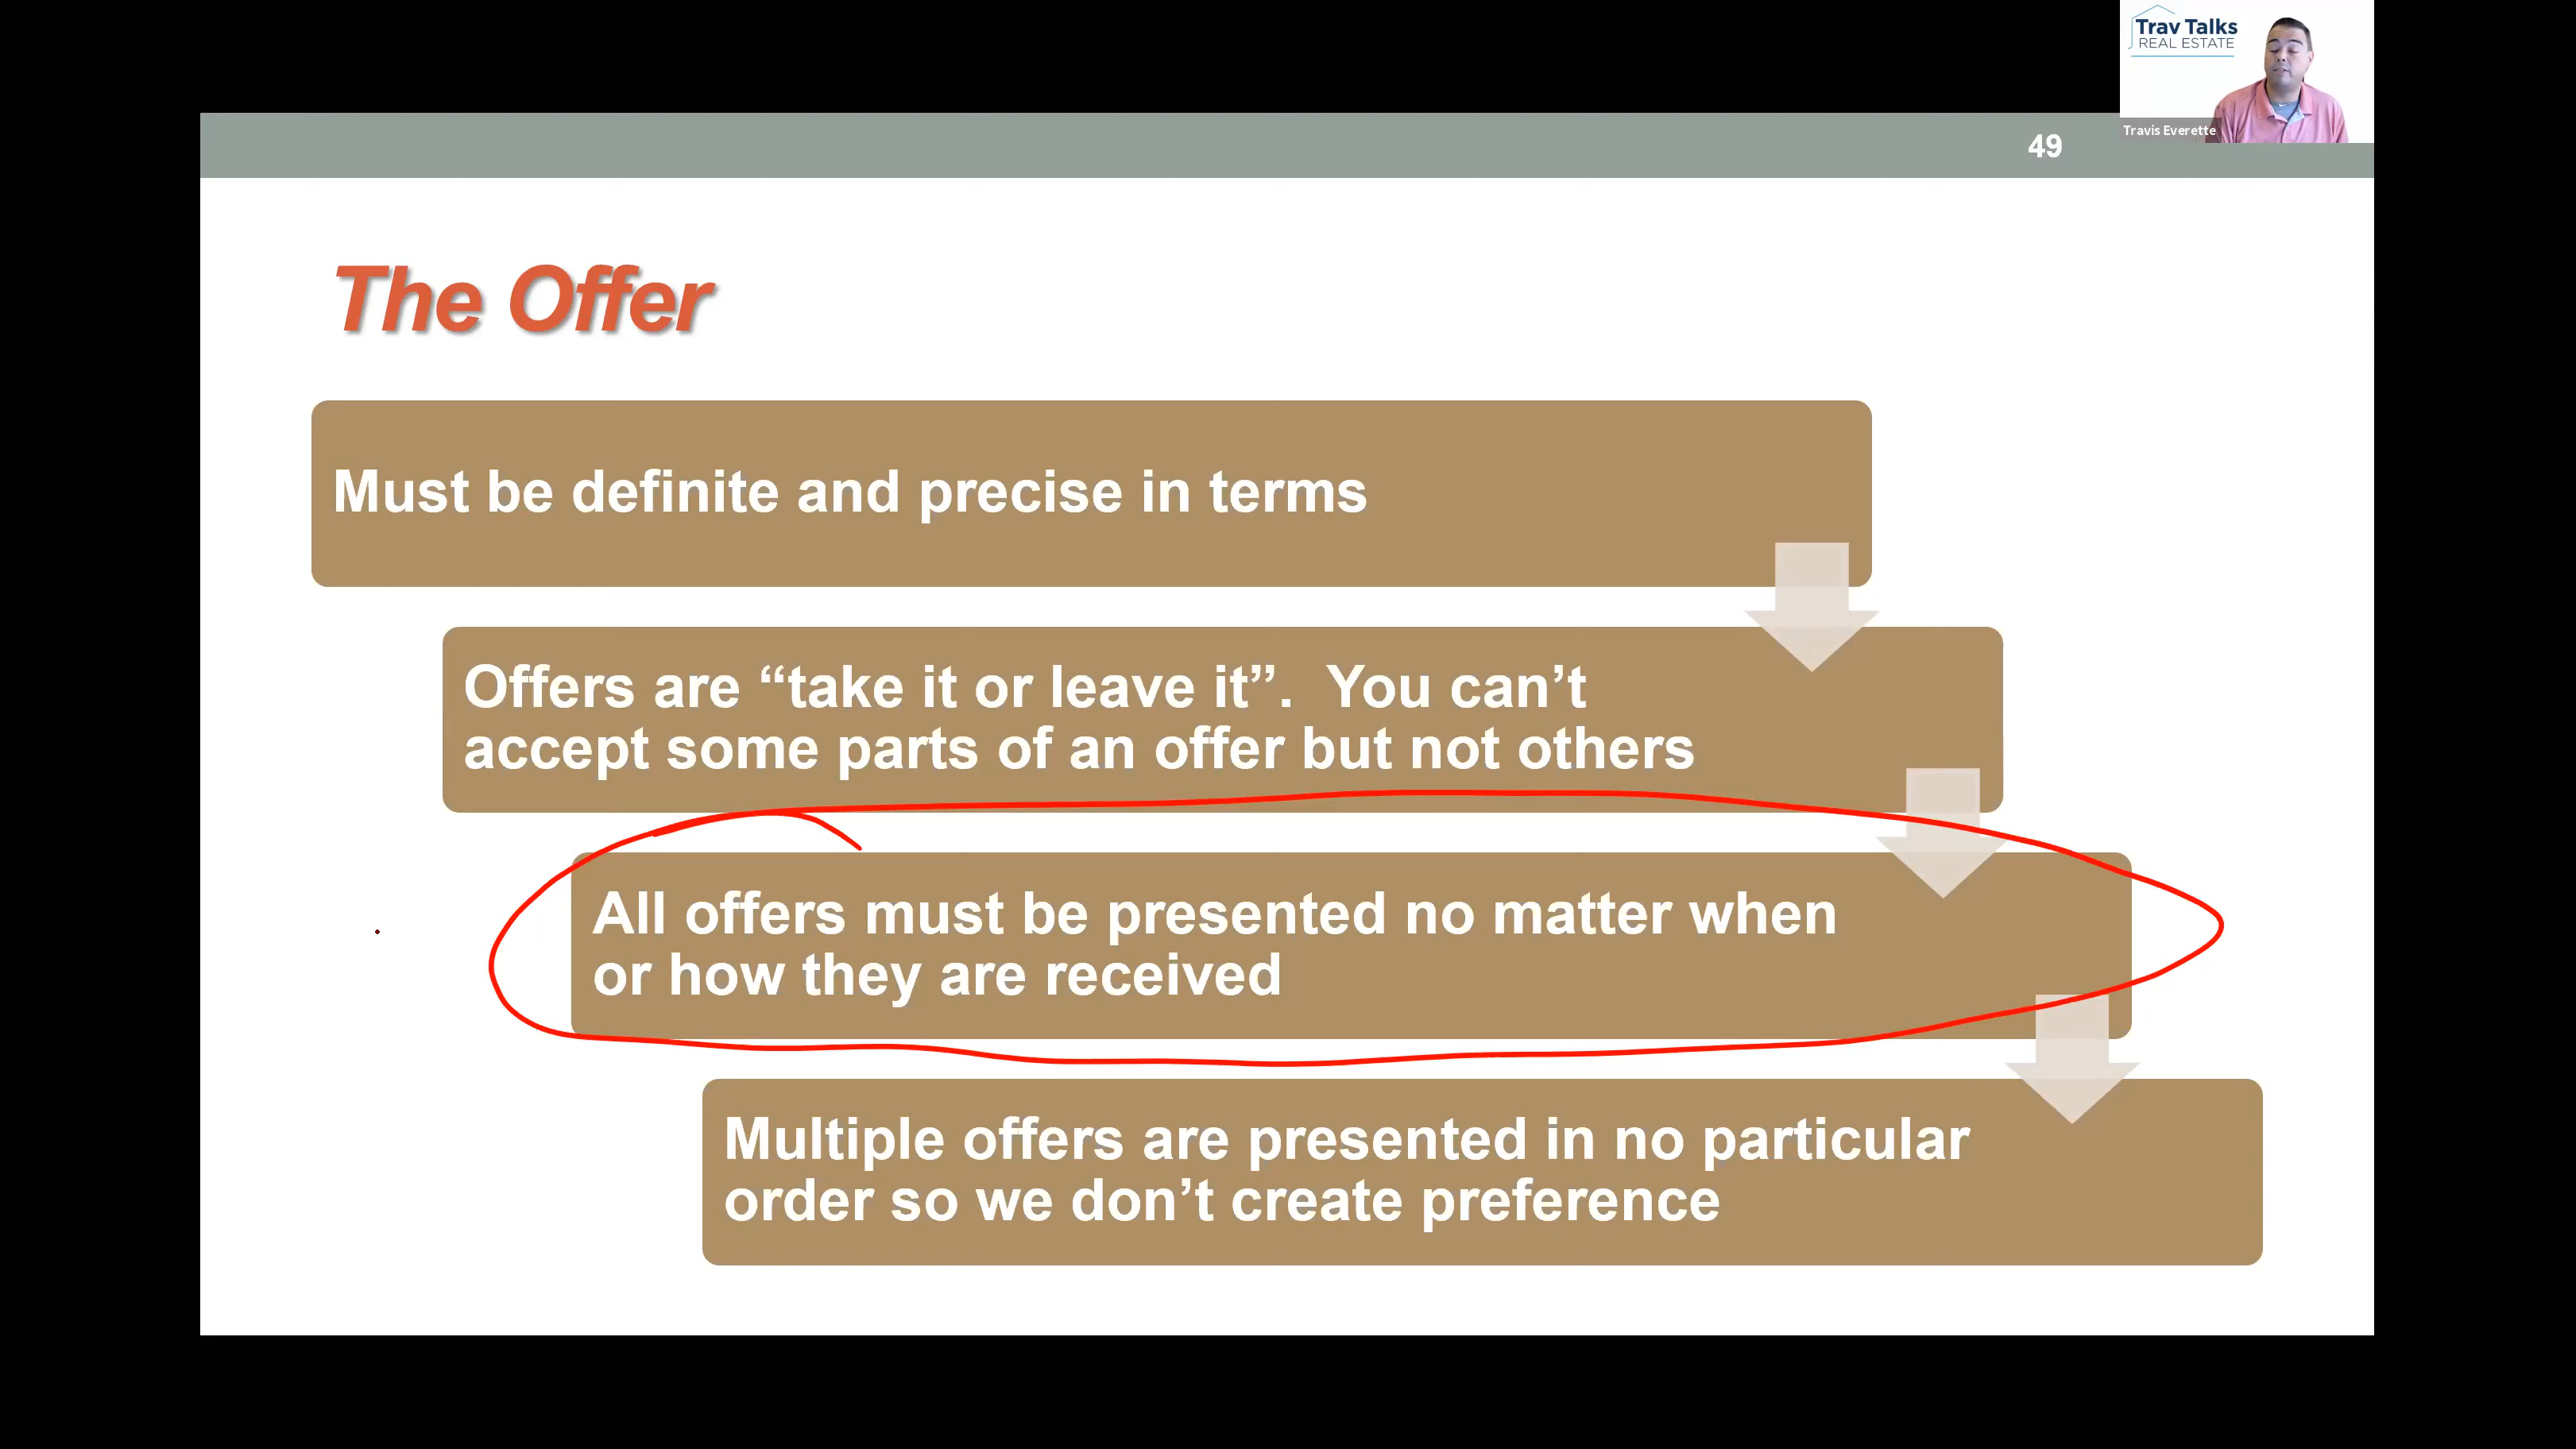 Trav Talks
REAL ESTATE
Travis Everette
49
The Offer
Must be definite and precise in terms
Offers are “take it or leave it”.  You can’t
accept some parts of an offer but not others
All offers must be presented no matter when
or how they are received
Multiple offers are presented in no particular
order so we don’t create preference